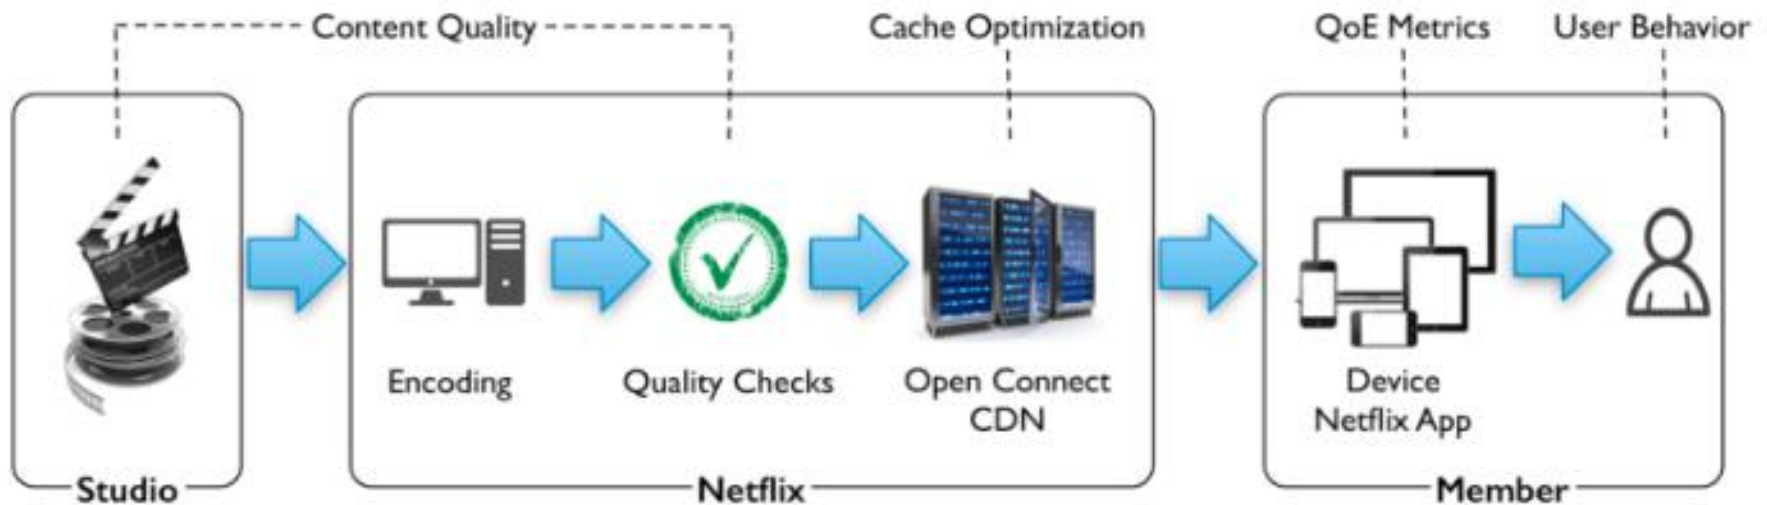 Content Quality
Cache Optimization
QoE Metrics
User Behavior
Encoding
Quality Checks
Open Connect
CDN
Device
Netflix App
Studio
Netflix
Member